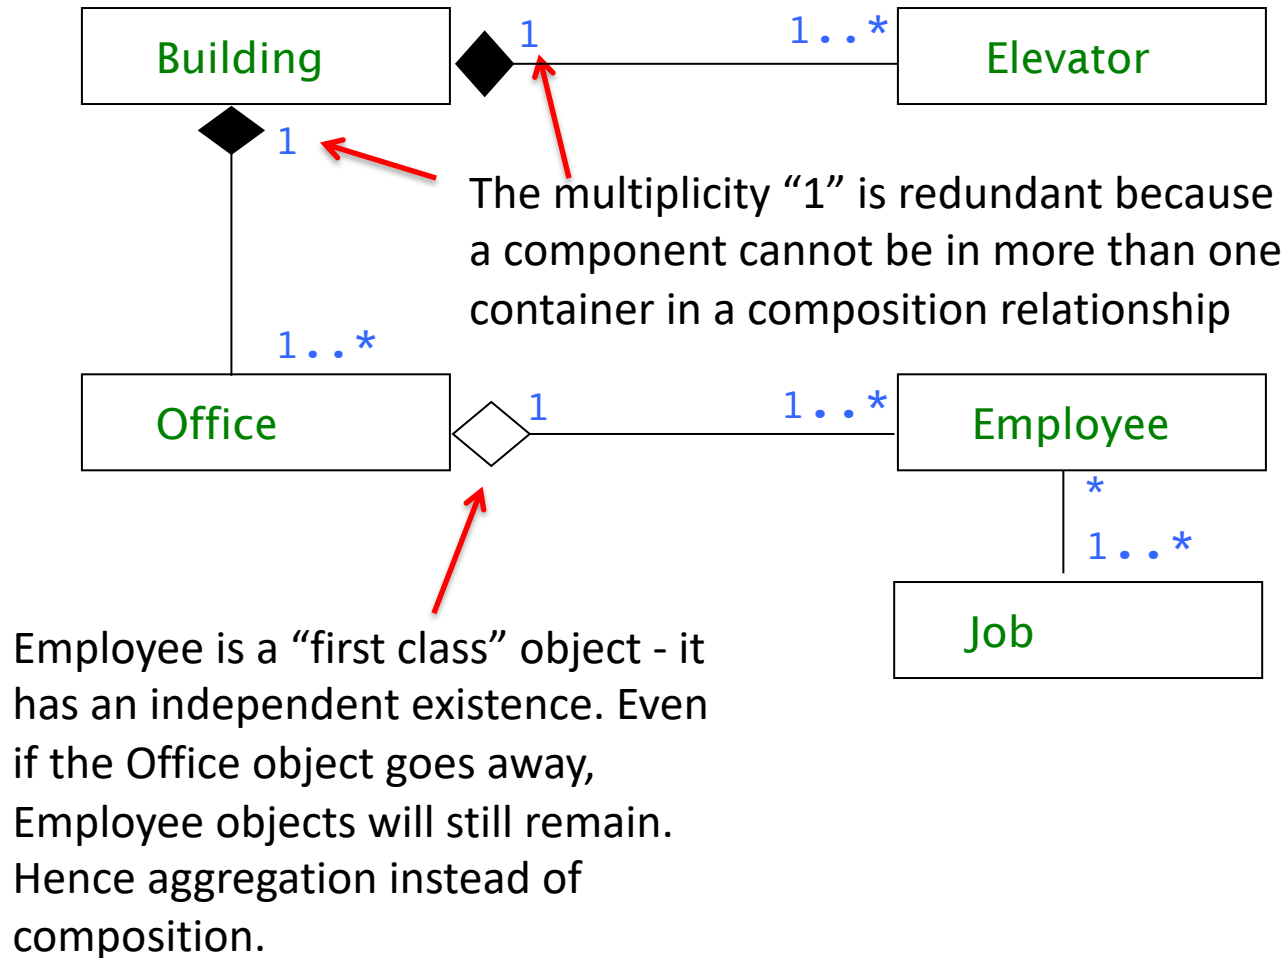 Building
1
1..*
Elevator
1
The multiplicity “1” is redundant because
a component cannot be in more than one
container in a composition relationship
1..*
Office
1
1..*
Employee
*
1..*
Job
Employee is a “first class” object - it
has an independent existence. Even
if the Office object goes away,
Employee objects will still remain.
Hence aggregation instead of
composition.